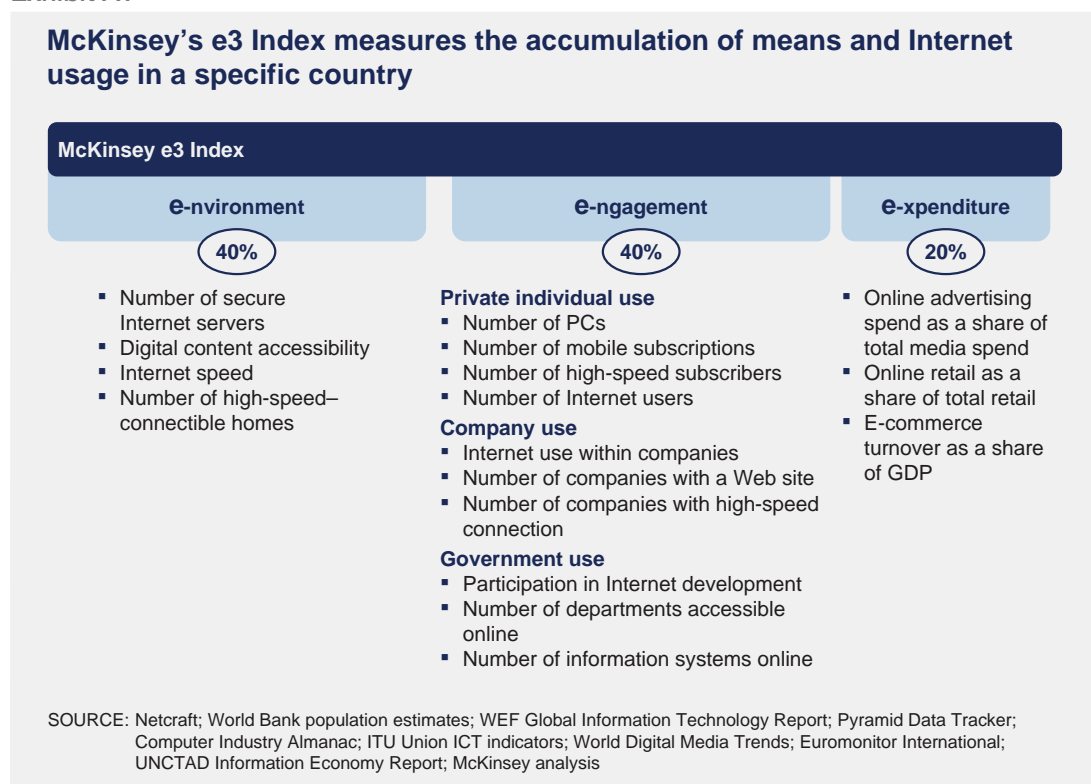 McKinsey’s e3 Index measures the accumulation of means and Internet
usage in a specific country
McKinsey e3 Index
e-nvironment
40%
▪ Number of secure
Internet servers
▪ Digital content accessibility
▪ Internet speed
▪ Number of high-speed–
connectible homes
e-ngagement
40%
Private individual use
▪ Number of PCs
▪ Number of mobile subscriptions
▪ Number of high-speed subscribers
▪ Number of Internet users
Company use
▪ Internet use within companies
▪ Number of companies with a Web site
▪ Number of companies with high-speed
connection
Government use
▪ Participation in Internet development
▪ Number of departments accessible
online
▪ Number of information systems online
e-xpenditure
20%
▪ Online advertising
spend as a share of
total media spend
▪ Online retail as a
share of total retail
▪ E-commerce
turnover as a share
of GDP
SOURCE: Netcraft; World Bank population estimates; WEF Global Information Technology Report; Pyramid Data Tracker;
Computer Industry Almanac; ITU Union ICT indicators; World Digital Media Trends; Euromonitor International;
UNCTAD Information Economy Report; McKinsey analysis